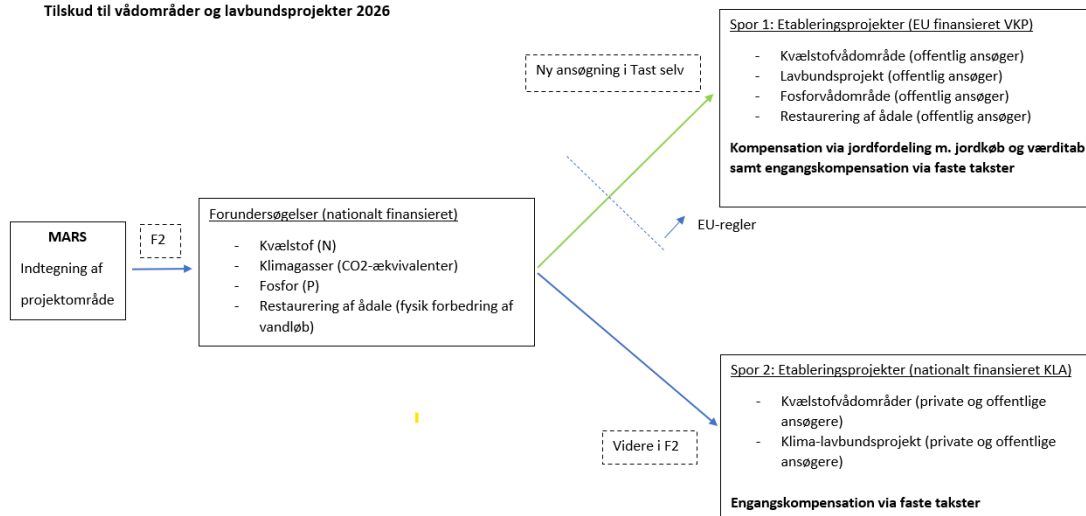 Tilskud til vådområder og lavbundsprojekter 2026
MARS
Indtegning af
projektområde
F2
Forundersøgelser (nationalt finansieret)
- Kvælstof (N)
- Klimagasser (CO2-ækvivalenter)
- Fosfor (P)
- Restaurering af ådale (fysik forbedring af
vandløb)
Ny ansøgning i Tast selv
EU-regler
Spor 1: Etableringsprojekter (EU finansieret VKP)
- Kvælstofvådområde (offentlig ansøger)
- Lavbundsprojekt (offentlig ansøger)
- Fosforvådområde (offentlig ansøger)
- Restaurering af ådale (offentlig ansøger)
Kompensation via jordfordeling m. jordkøb og værditab
samt engangskompensation via faste takster
Videre i F2
Spor 2: Etableringsprojekter (nationalt finansieret KLA)
- Kvælstofvådområder (private og offentlige
ansøgere)
- Klima-lavbundsprojekt (private og offentlige
ansøgere)
Engangskompensation via faste takster